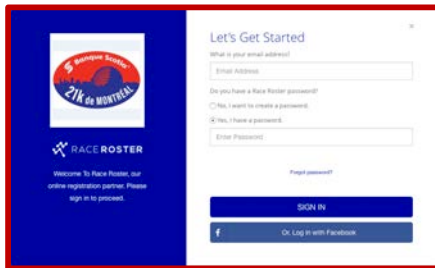 Banque Scotia
21K de MONTRÉAL
RACE ROSTER
Welcome To Race Roster, our
online registration partner. Please
sign in to proceed.
×
Let's Get Started
What is your email address?
Email Address
Do you have a Race Roster password?
No, I want to create a password.
Yes, I have a password.
Enter Password
Forgot password?
SIGN IN
f
Or, Log in with Facebook